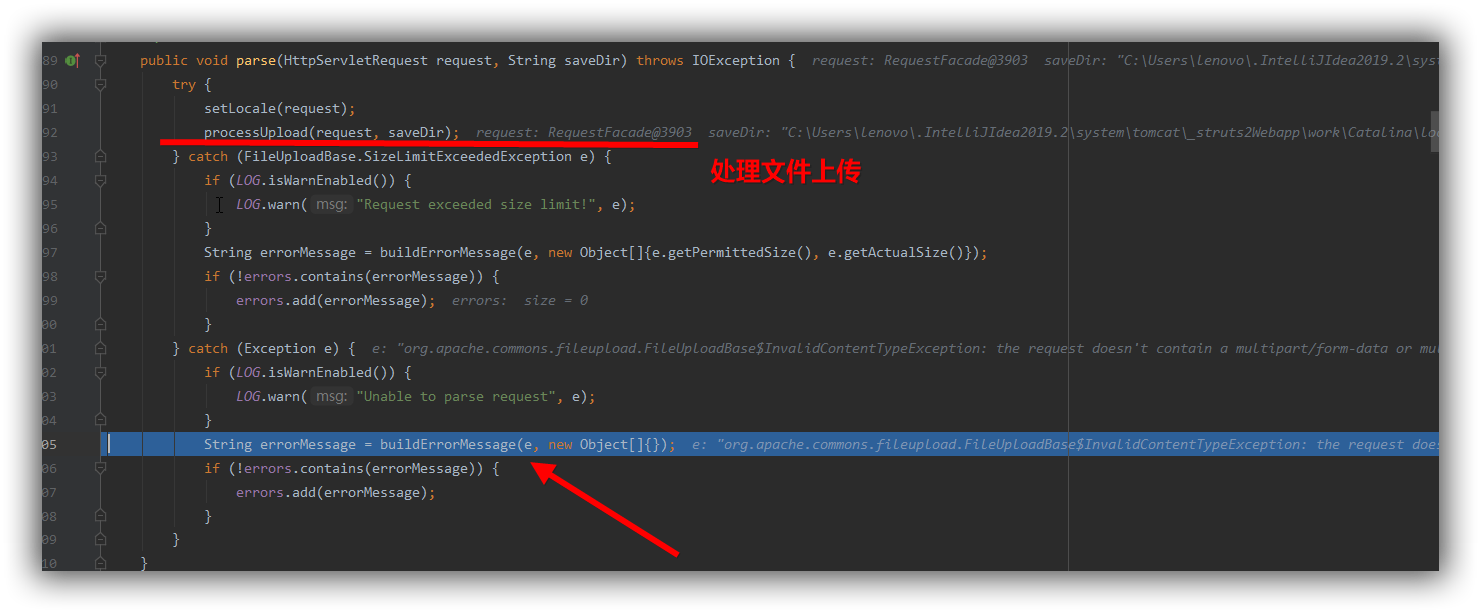 89 public void parse(HttpServletRequest request, String saveDir) throws IOException { request: RequestFacade@3903 saveDir: "C:\Users\lenovo\.IntelliJIdea2019.2\syst
90 try {
91 setLocale(request);
92 processUpload(request, saveDir); request: RequestFacade@3903 saveDir: "C:\Users\lenovo\.IntelliJIdea2019.2\system\tomcat\_struts2Webapp\work\Catalina\loc
处理文件上传
93 } catch (FileUploadBase.SizeLimitExceededException e) {
94 if (LOG.isWarnEnabled()) {
95 LOG.warn( msg: "Request exceeded size limit!", e);
96 }
97 String errorMessage = buildErrorMessage(e, new Object[]{e.getPermittedSize(), e.getActualSize()});
98 if (!errors.contains(errorMessage)) {
99 errors.add(errorMessage); errors: size = 0
00 }
01 } catch (Exception e) { e: "org.apache.commons.fileupload.FileUploadBase$InvalidContentTypeException: the request doesn't contain a multipart/form-data or mul
02 if (LOG.isWarnEnabled()) {
03 LOG.warn( msg: "Unable to parse request", e);
04 }
05 String errorMessage = buildErrorMessage(e, new Object[]{}); e: "org.apache.commons.fileupload.FileUploadBase$InvalidContentTypeException: the request does
06 if (!errors.contains(errorMessage)) {
07 errors.add(errorMessage);
08 }
09 }
10 }